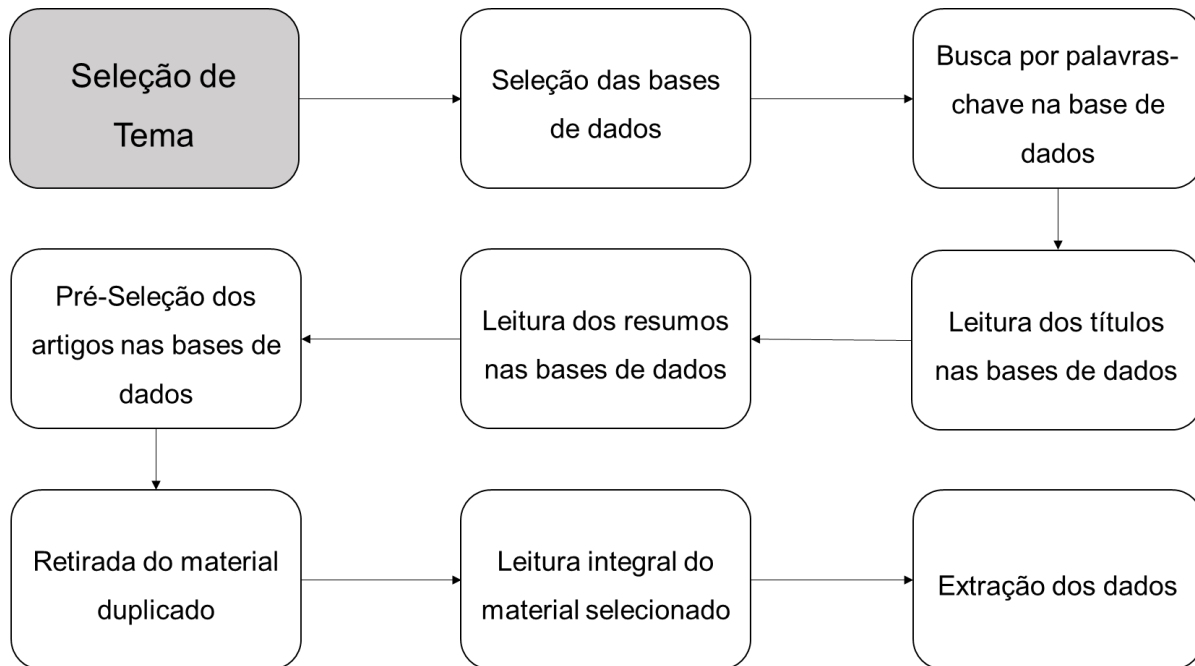 Seleção de
Tema
Seleção das bases
de dados
Busca por palavras-
chave na base de
dados
Leitura dos títulos
nas bases de dados
Leitura dos resumos
nas bases de dados
Pré-Seleção dos
artigos nas bases de
dados
Retirada do material
duplicado
Leitura integral do
material selecionado
Extração dos dados